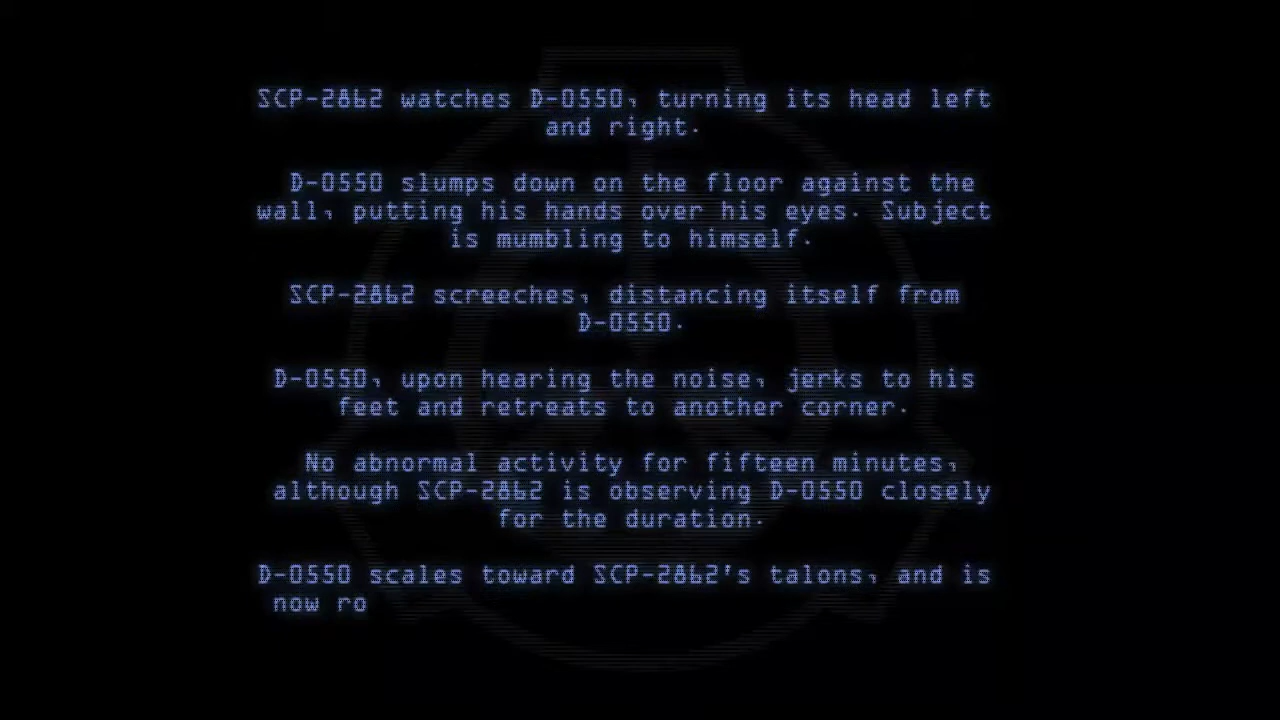 SCP-2862 watches D-0550, turning its head left
and right.
D-0550 slumps down on the floor against the
wall, putting his hands over his eyes. Subject
is mumbling to himself.
SCP-2862 screeches, distancing itself from
D-0550.
D-0550, upon hearing the noise, jerks to his
feet and retreats to another corner.
No abnormal activity for fifteen minutes,
although SCP-2862 is observing D-0550 closely
for the duration.
D-0550 scales toward SCP-2862's talons, and is
now ro